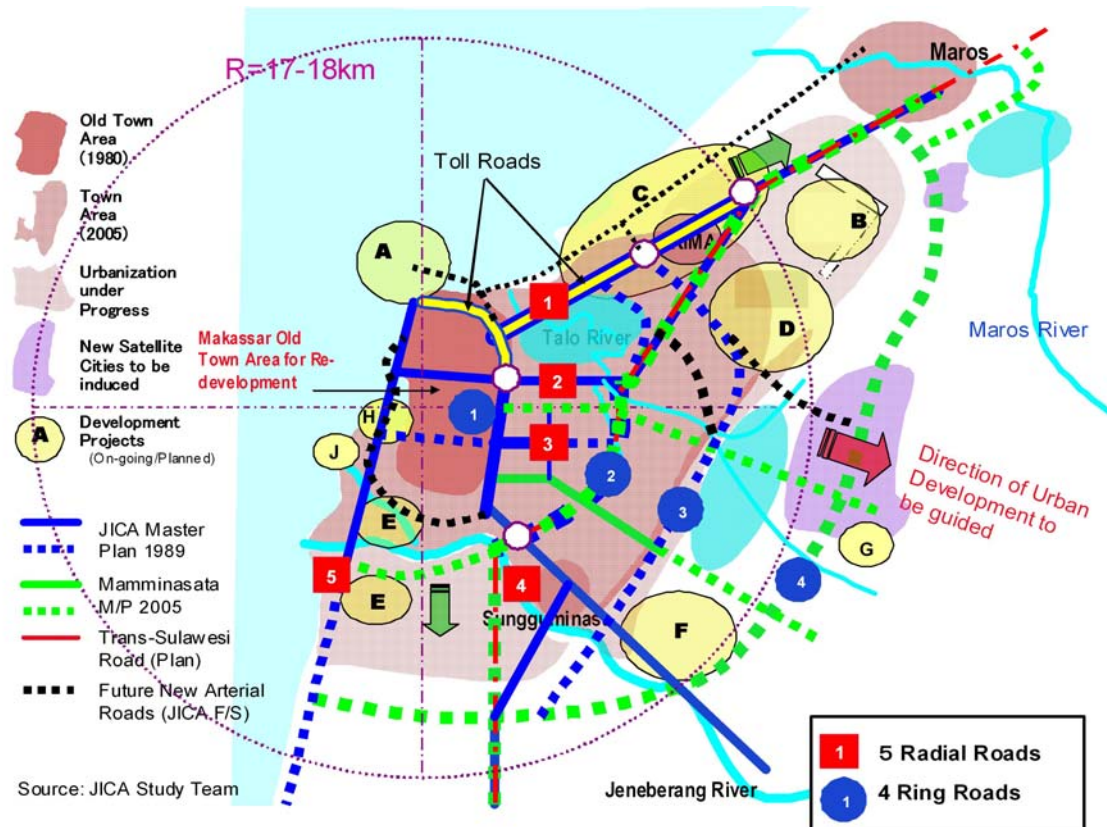 R=17-18km
Maros
Old Town
Area
(1980)
Town
Area
(2005)
Urbanization
under
Progress
New Satellite
Cities to be
induced
A
Development
Projects
(On-going/Planned)
JICA Master
Plan 1989
Mamminasata
M/P 2005
Trans-Sulawesi
Road (Plan)
Future New Arterial
Roads (JICA F/S)
Source: JICA Study Team
Toll Roads
C
B
A
D
1
Talo River
Maros River
Makassar Old
Town Area for Re-
development
2
1
H
3
J
2
E
3
Direction of Urban
Development to
be guided
G
5
4
4
E
Sungguminas
F
Jeneberang River
1
5 Radial Roads
1
4 Ring Roads